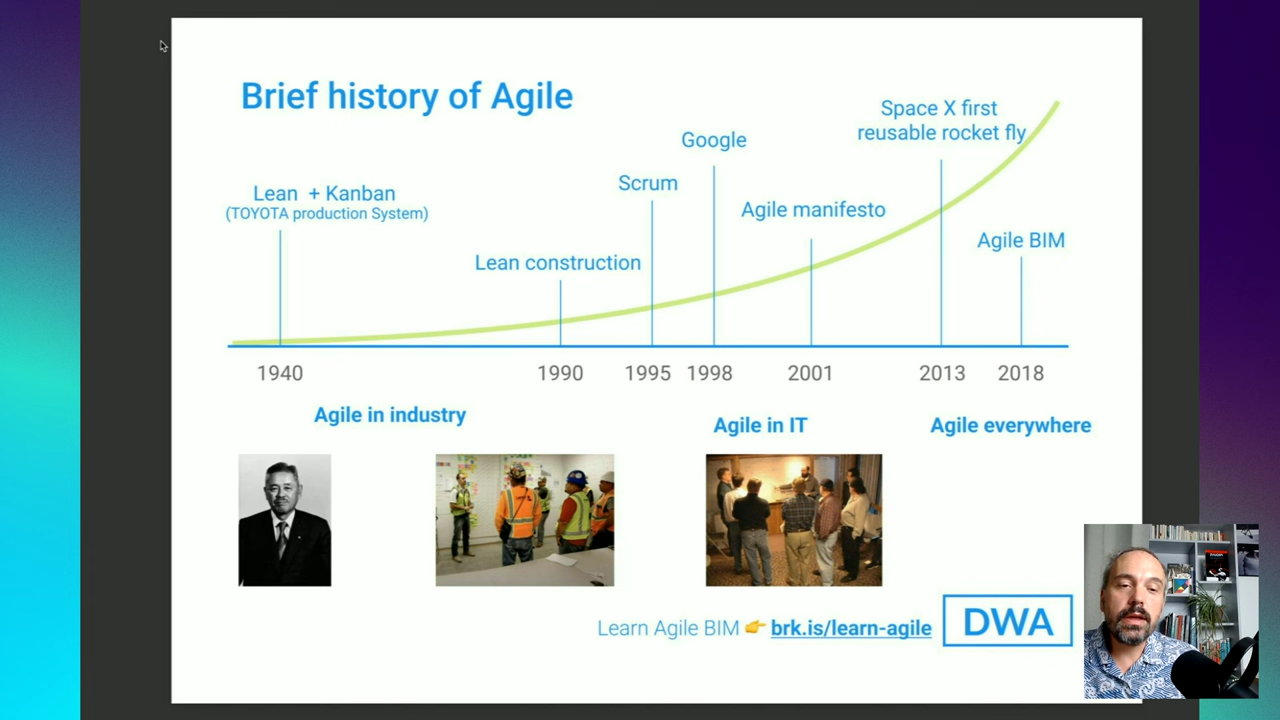 Brief history of Agile
Space X first
reusable rocket fly
Google
Scrum
Lean + Kanban
(TOYOTA production System)
Agile manifesto
Agile BIM
Lean construction
1940
1990
1995
1998
2001
2013
2018
Agile in industry
Agile in IT
Agile everywhere
Learn Agile BIM 👉 brk.is/learn-agile
DWA